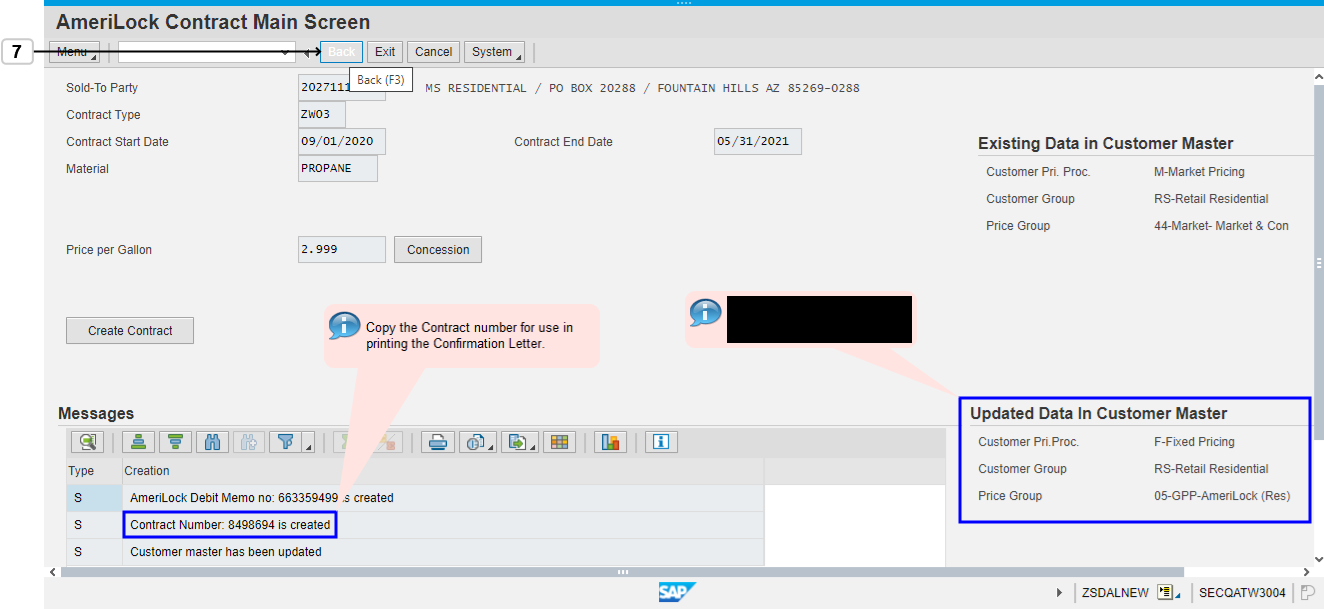 AmeriLock Contract Main Screen
7
Menu Back Exit Cancel System
Back (F3)
Sold-To Party 2027111 MS RESIDENTIAL / PO BOX 20288 / FOUNTAIN HILLS AZ 85269-0288
Contract Type ZWO3
Contract Start Date 09/01/2020 Contract End Date 05/31/2021
Material PROPANE
Existing Data in Customer Master
Customer Pri. Proc. M-Market Pricing
Customer Group RS-Retail Residential
Price Group 44-Market- Market & Con
Price per Gallon 2.999 Concession
Create Contract
Copy the Contract number for use in
printing the Confirmation Letter.
Messages
Type Creation
S AmeriLock Debit Memo no: 663359499 is created
S Contract Number: 8498694 is created
S Customer master has been updated
Updated Data In Customer Master
Customer Pri.Proc. F-Fixed Pricing
Customer Group RS-Retail Residential
Price Group 05-GPP-AmeriLock (Res)
SAP ZSDALNEW SECQATW3004